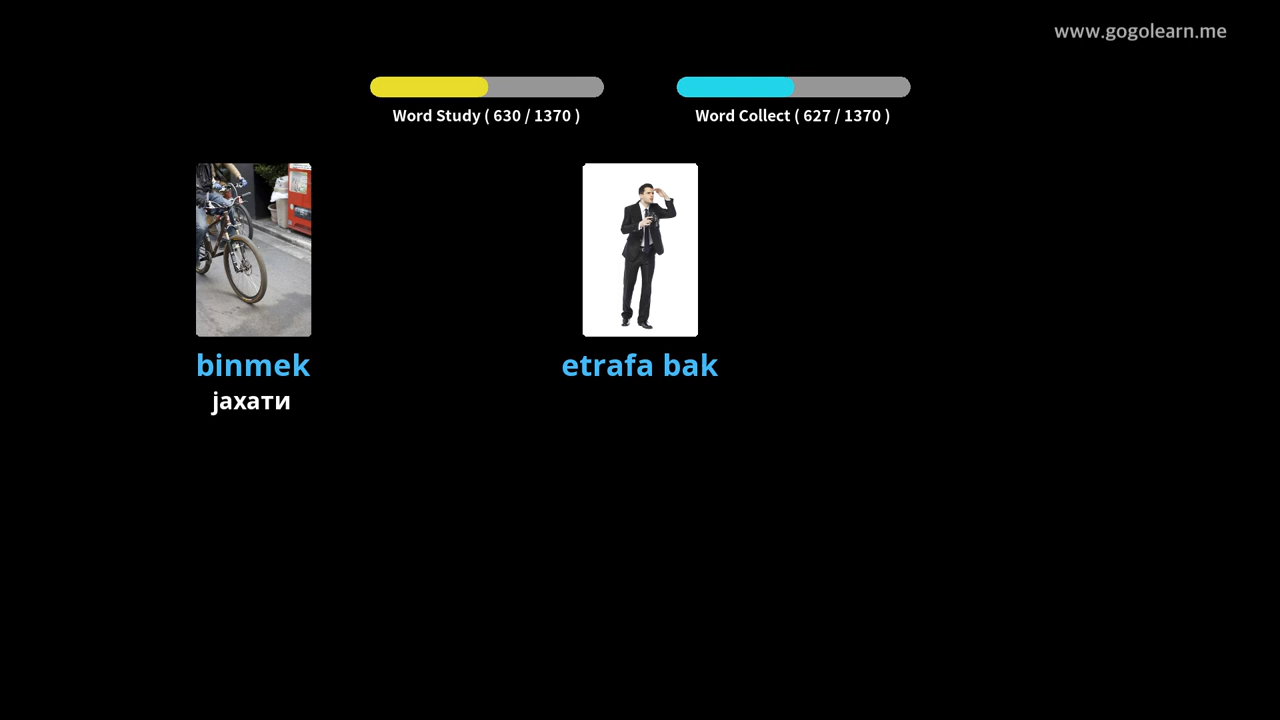 www.gogolearn.me
Word Study ( 630 / 1370 )
Word Collect ( 627 / 1370 )
binmek
јахати
etrafa bak